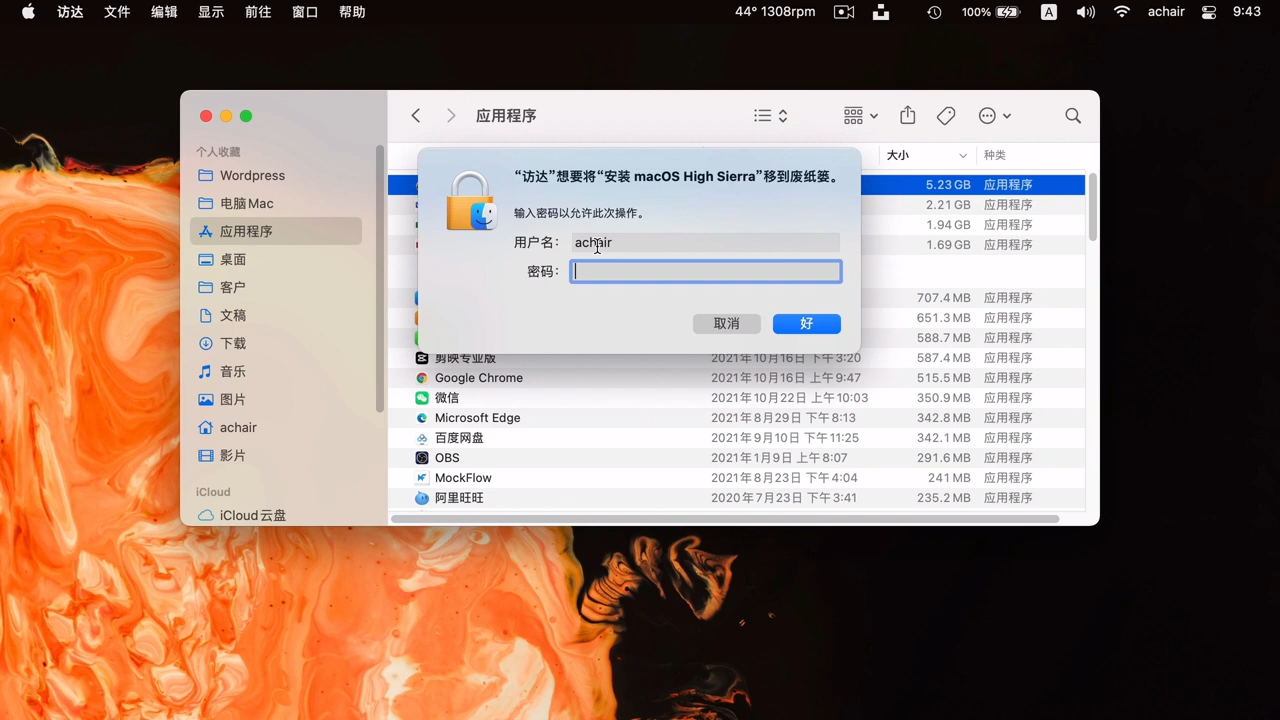 访达 文件 编辑 显示 前往 窗口 帮助 44° 1308rpm 100% A achair 9:43
应用程序
个人收藏
Wordpress
电脑Mac
应用程序
桌面
客户
文稿
下载
音乐
图片
achair
影片
iCloud
iCloud云盘
大小 种类
“访达”想要将“安装 macOS High Sierra”移到废纸篓。
输入密码以允许此次操作。
用户名: achair
密码:
取消 好
5.23 GB 应用程序
2.21 GB 应用程序
1.94 GB 应用程序
1.69 GB 应用程序
707.4 MB 应用程序
651.3 MB 应用程序
588.7 MB 应用程序
剪映专业版 2021年10月16日 下午3:20 587.4 MB 应用程序
Google Chrome 2021年10月16日 上午9:47 515.5 MB 应用程序
微信 2021年10月22日 上午10:03 350.9 MB 应用程序
Microsoft Edge 2021年8月29日 下午8:13 342.8 MB 应用程序
百度网盘 2021年9月10日 下午11:25 342.1 MB 应用程序
OBS 2021年1月9日 上午8:07 291.6 MB 应用程序
MockFlow 2021年8月23日 下午4:04 241 MB 应用程序
阿里旺旺 2020年7月23日 下午3:41 235.2 MB 应用程序